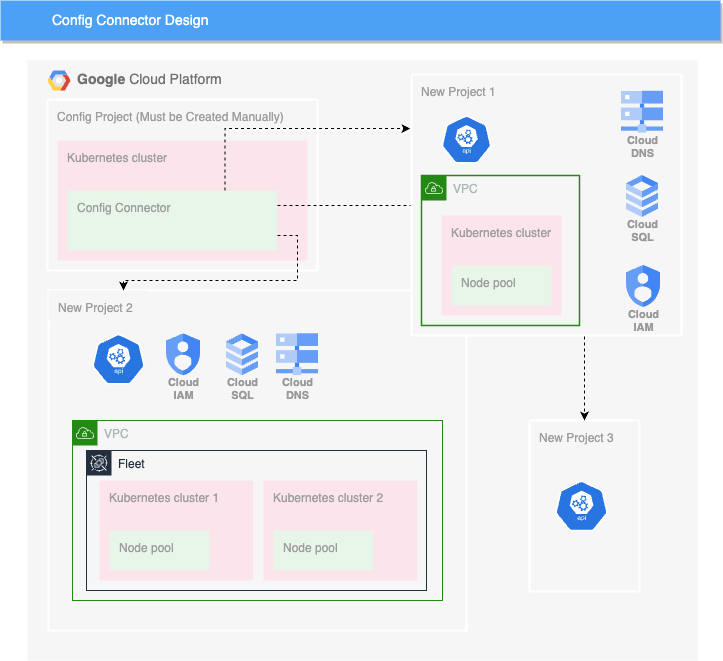 Config Connector Design
Google Cloud Platform
Config Project (Must be Created Manually)
Kubernetes cluster
Config Connector
New Project 1
api
VPC
Kubernetes cluster
Node pool
Cloud
DNS
Cloud
SQL
Cloud
IAM
New Project 2
api
Cloud
IAM
Cloud
SQL
Cloud
DNS
VPC
Fleet
Kubernetes cluster 1
Node pool
Kubernetes cluster 2
Node pool
New Project 3
api